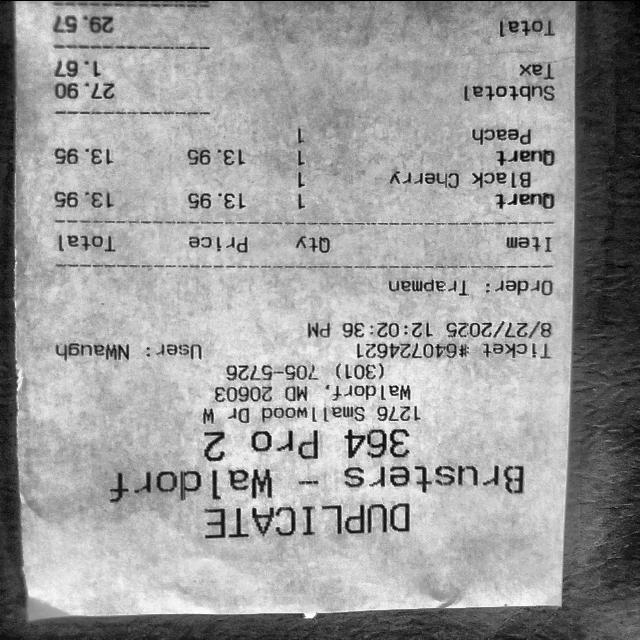 DUPLICATE
Brusters - Waldorf
364 Pro 2
1276 Smallwood Dr W
Waldorf, MD 20603
(301) 705-5726
Ticket #640724621 User: NWaugh
8/27/2025 12:02:36 PM
Order: Trapman
Item Qty Price Total
Quart 1 13.95 13.95
Black Cherry 1
Quart 1 13.95 13.95
Peach 1
Subtotal 27.90
Tax 1.67
Total 29.57